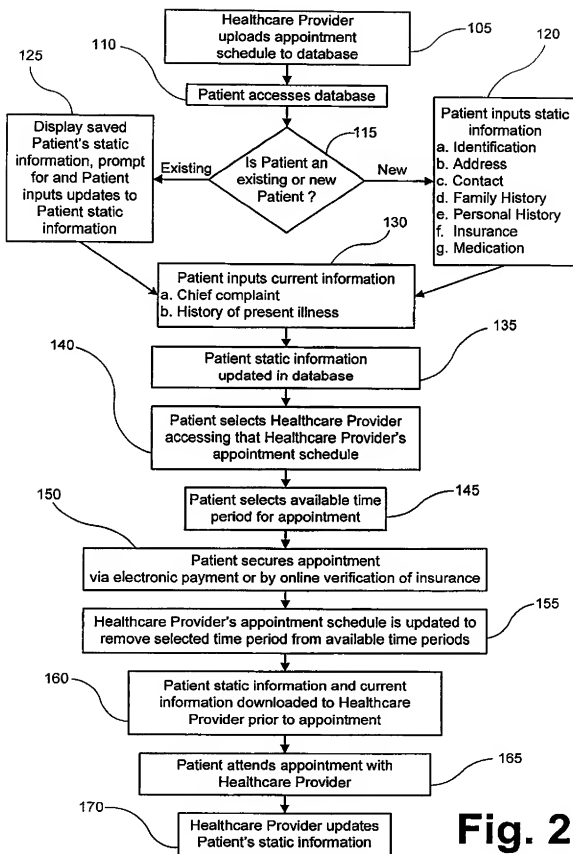 Healthcare Provider
uploads appointment
schedule to database
105
110
Patient accesses database
120
125
115
Is Patient an
existing or new
Patient ?
Existing
New
Display saved
Patient's static
information, prompt
for and Patient
inputs updates to
Patient static
information
Patient inputs static
information
a. Identification
b. Address
c. Contact
d. Family History
e. Personal History
f. Insurance
g. Medication
130
Patient inputs current information
a. Chief complaint
b. History of present illness
135
Patient static information
updated in database
140
Patient selects Healthcare Provider
accessing that Healthcare Provider's
appointment schedule
145
Patient selects available time
period for appointment
150
Patient secures appointment
via electronic payment or by online verification of insurance
155
Healthcare Provider's appointment schedule is updated to
remove selected time period from available time periods
160
Patient static information and current
information downloaded to Healthcare
Provider prior to appointment
165
Patient attends appointment with
Healthcare Provider
170
Healthcare Provider updates
Patient's static information
Fig. 2